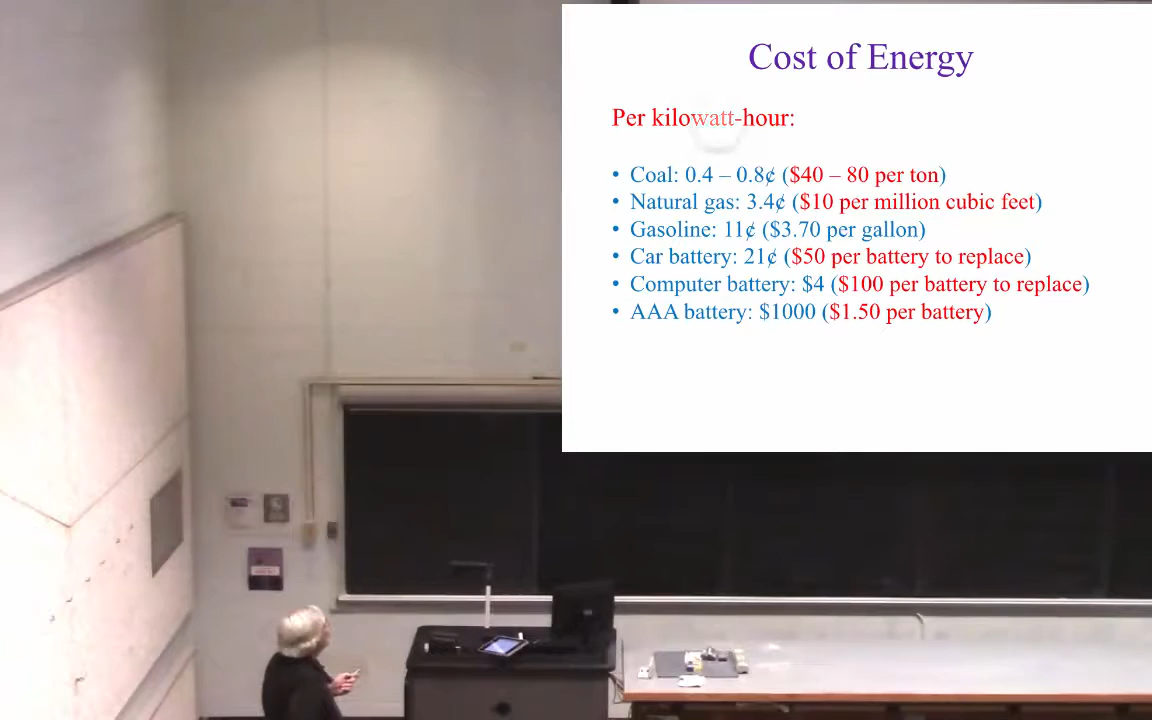 Cost of Energy
Per kilowatt-hour:
• Coal: 0.4 – 0.8¢ ($40 – 80 per ton)
• Natural gas: 3.4¢ ($10 per million cubic feet)
• Gasoline: 11¢ ($3.70 per gallon)
• Car battery: 21¢ ($50 per battery to replace)
• Computer battery: $4 ($100 per battery to replace)
• AAA battery: $1000 ($1.50 per battery)